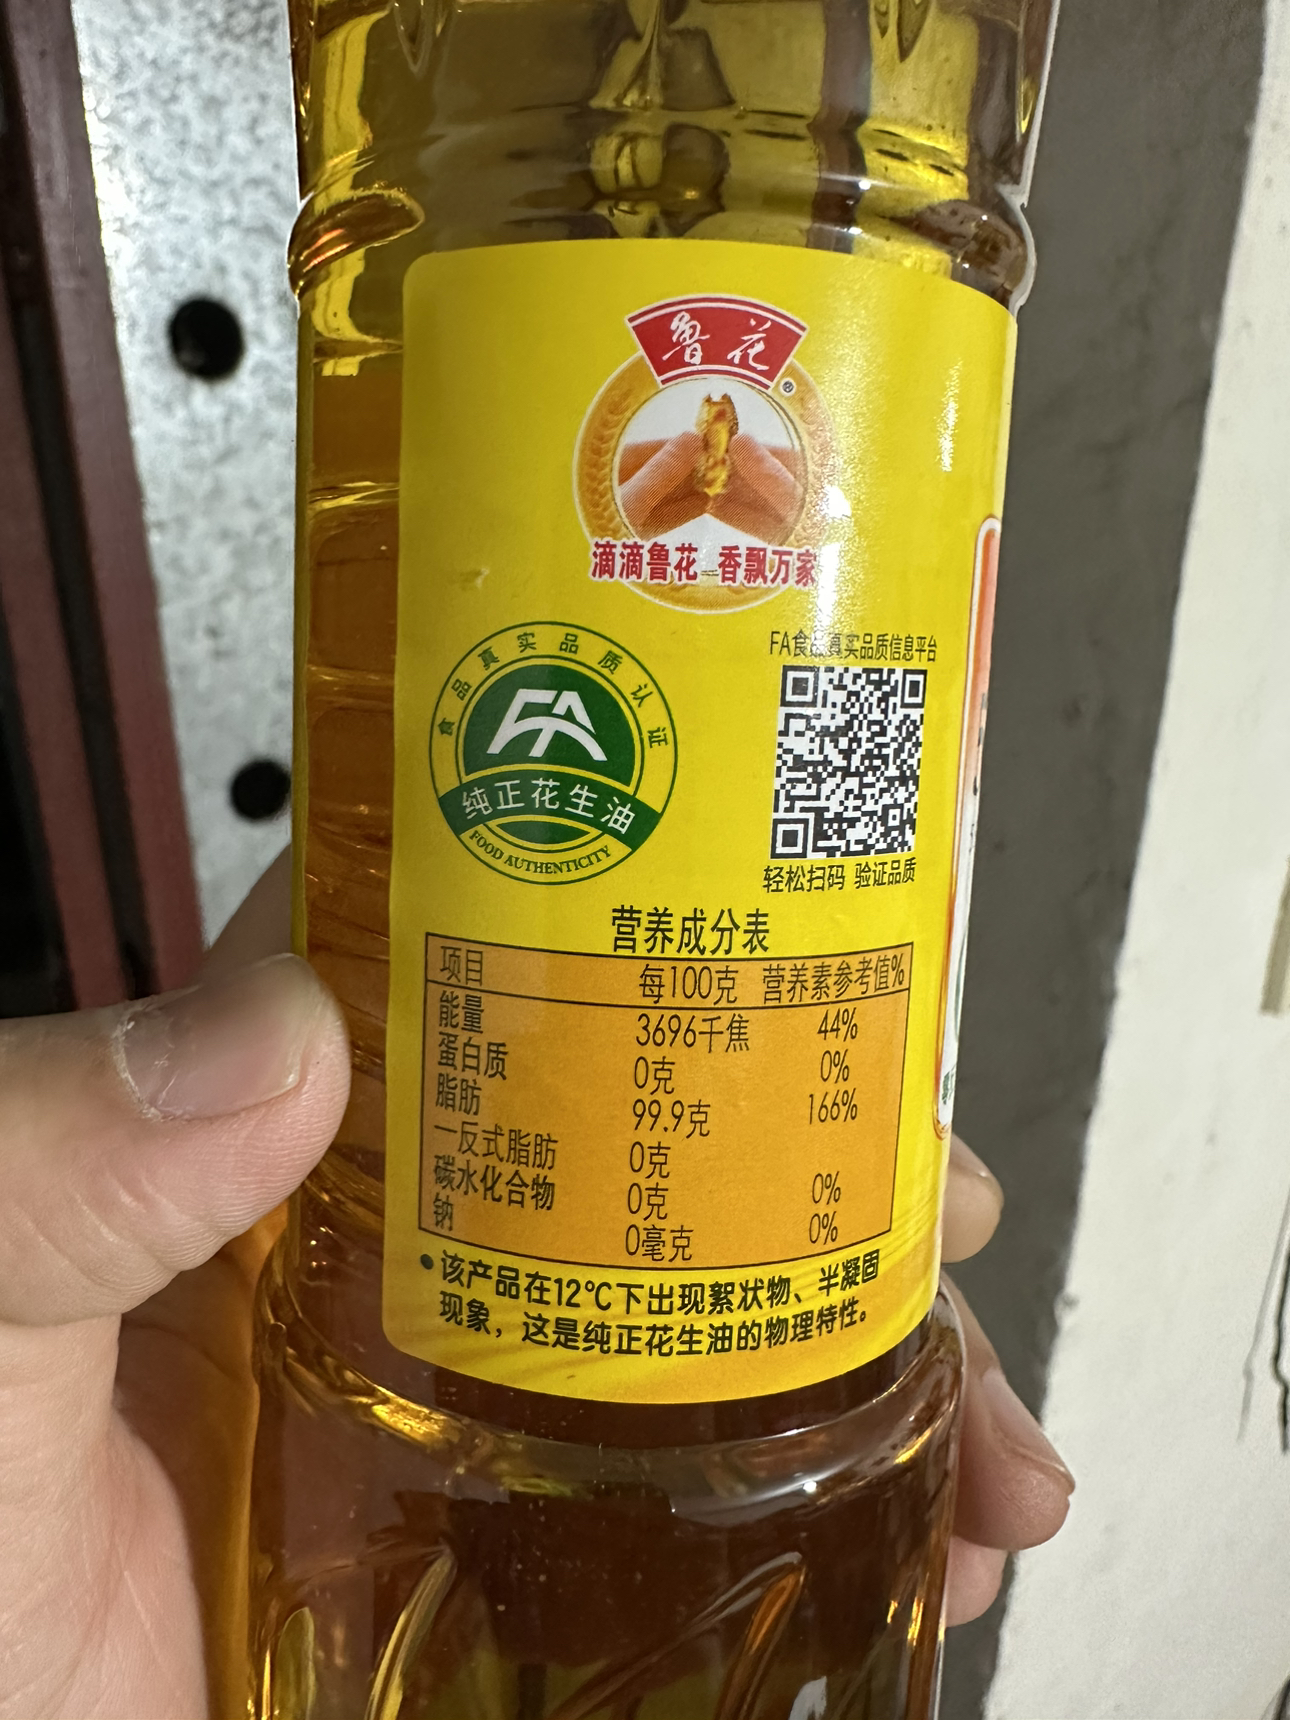 鲁花
®
滴滴鲁花 香飘万家
食品真实品质认证
FA
纯正花生油
FOOD AUTHENTICITY
FA食品真实品质信息平台
轻松扫码 验证品质
营养成分表
项目 每100克 营养素参考值%
能量 3696千焦 44%
蛋白质 0克 0%
脂肪 99.9克 166%
—反式脂肪 0克
碳水化合物 0克 0%
钠 0毫克 0%
•该产品在12℃下出现絮状物、半凝固
现象，这是纯正花生油的物理特性。